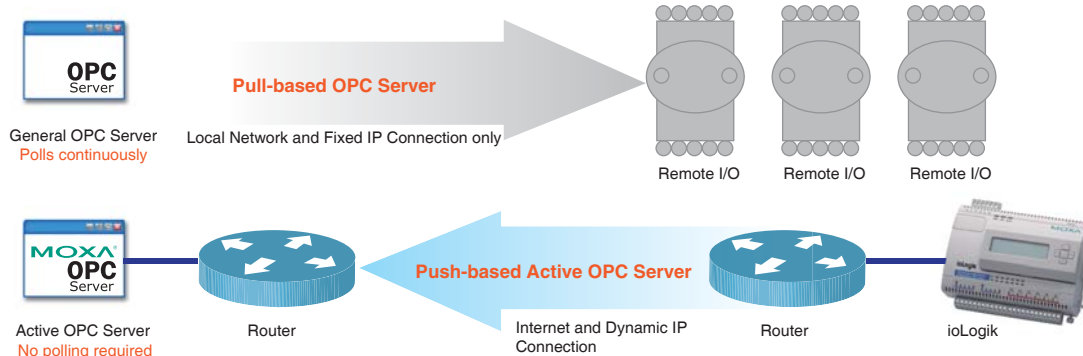 OPC
Server
Pull-based OPC Server
General OPC Server
Polls continuously
Local Network and Fixed IP Connection only
Remote I/O
Remote I/O
Remote I/O
MOXA
OPC
Server
Push-based Active OPC Server
MOXA
ioLogik
Active OPC Server
No polling required
Router
Internet and Dynamic IP
Connection
Router
ioLogik